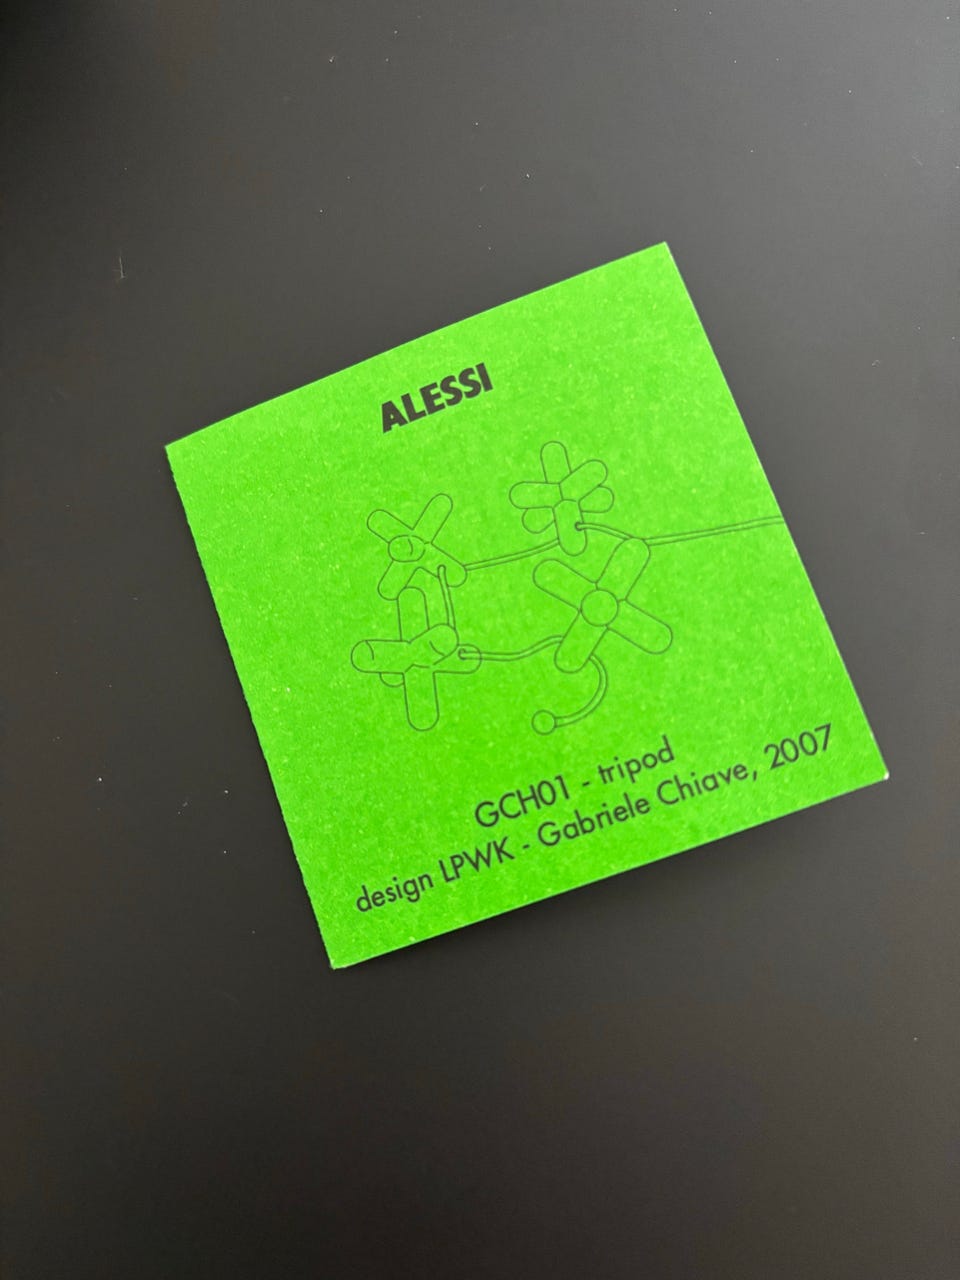 ALESSI
GCH01 - tripod
design LPWK - Gabriele Chiave, 2007